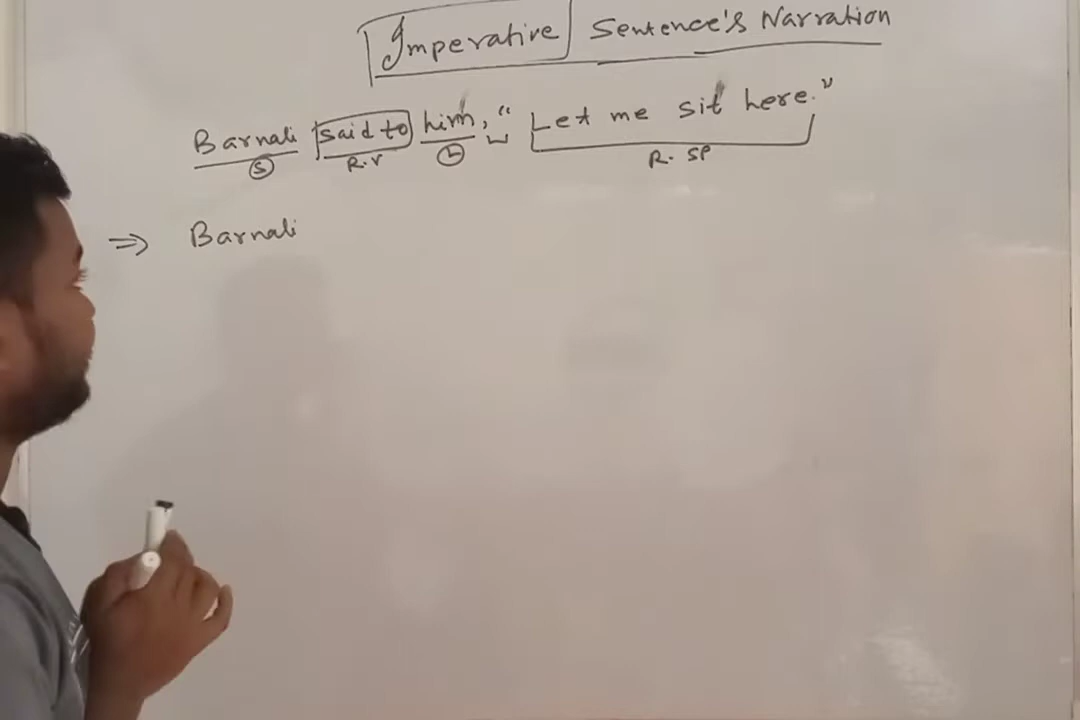 Imperative Sentence's Narration
Barnali said to him, "Let me sit here."
S R.V L R. SP
⇒ Barnali